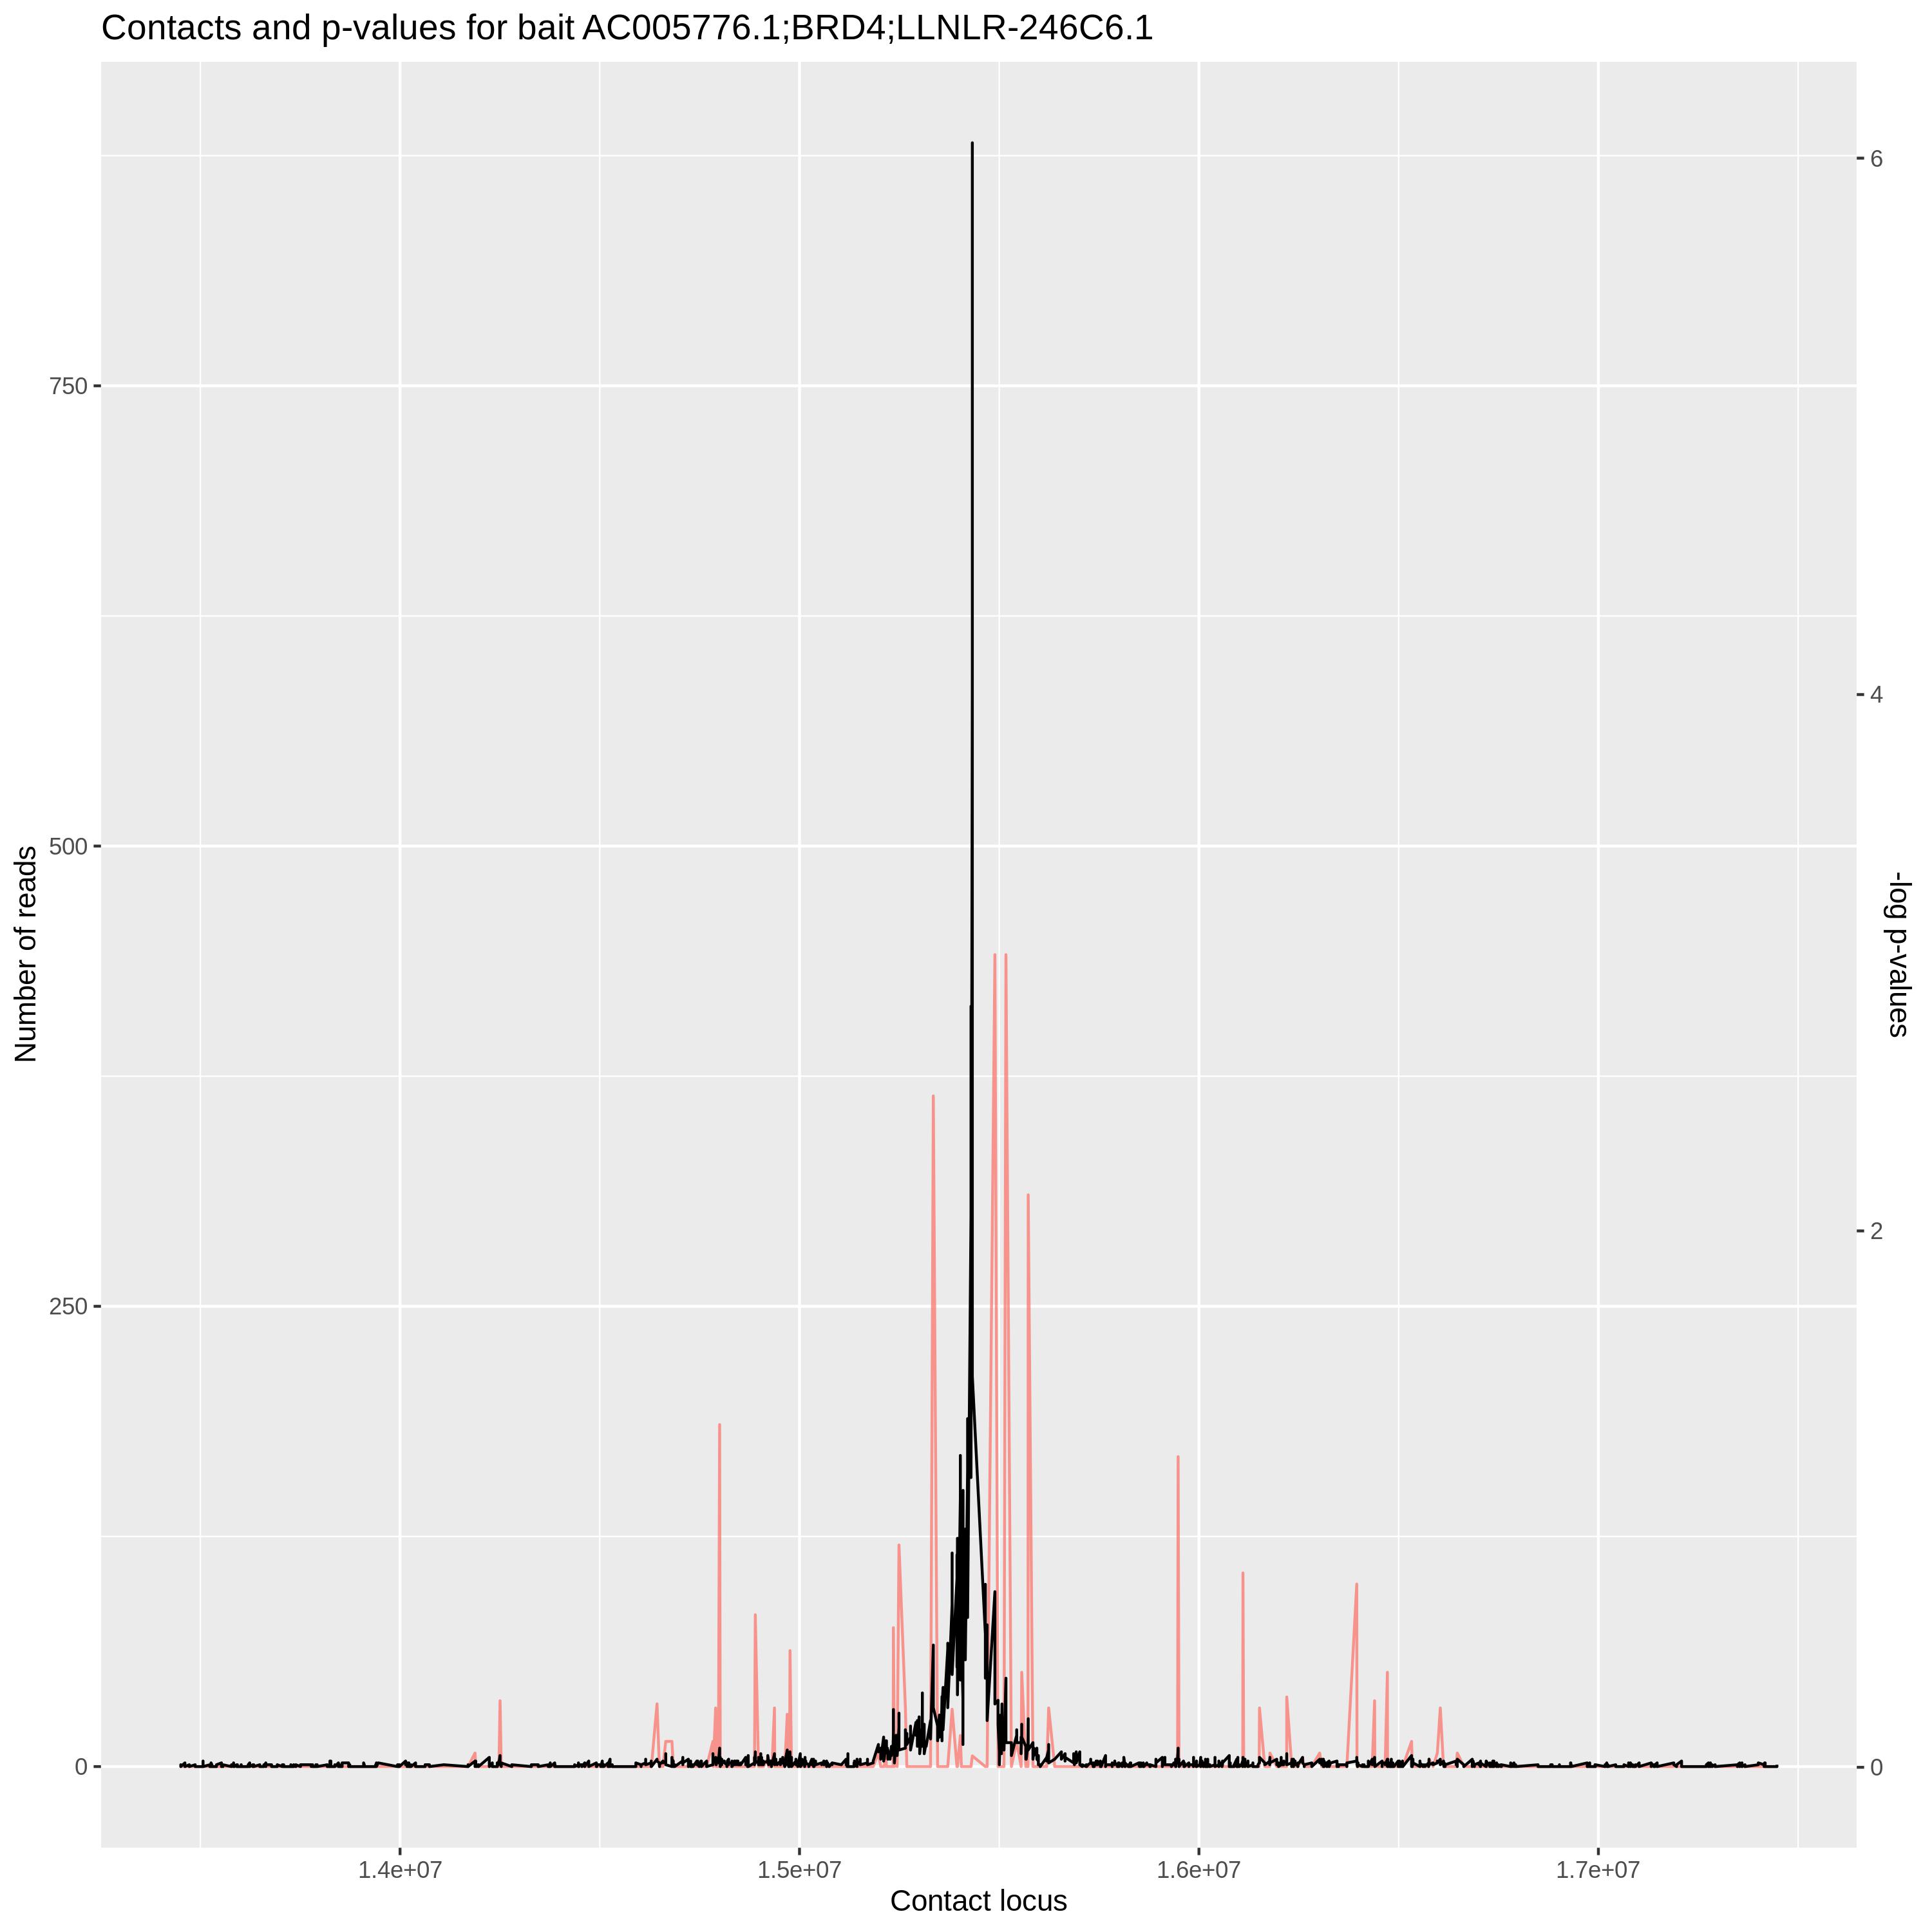 Contacts and p-values for bait AC005776.1;BRD4;LLNLR-246C6.1
6
750
4
500
Number of reads
-log p-values
2
250
0
0
1.4e+07
1.5e+07
1.6e+07
1.7e+07
Contact locus